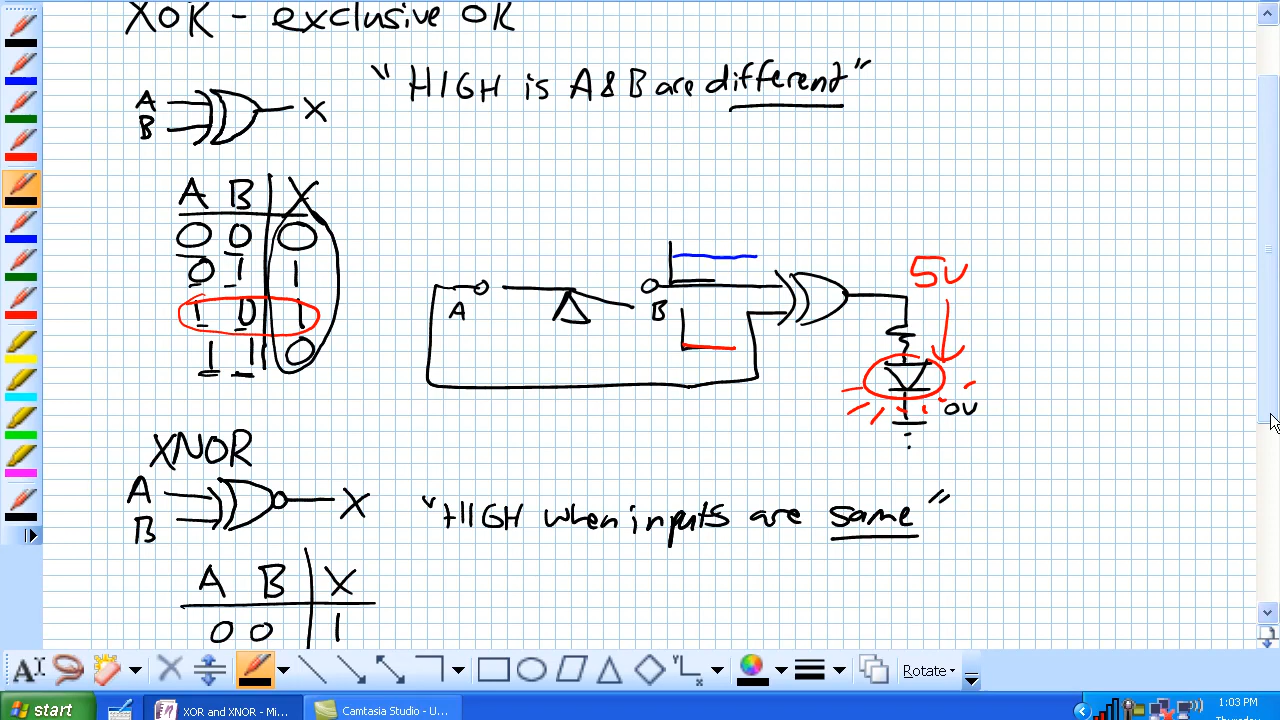 XOR - exclusive OR
"HIGH is A & B are different"
A
B
X
A B X
0 0 0
0 1 1
1 0 1
1 1 0
A
B
5v
0v
XNOR
A
B
X
"HIGH when inputs are same"
A B X
0 0 1
A
Rotate
start
XOR and XNOR - Mi...
Camtasia Studio - U...
1:03 PM
Thursday